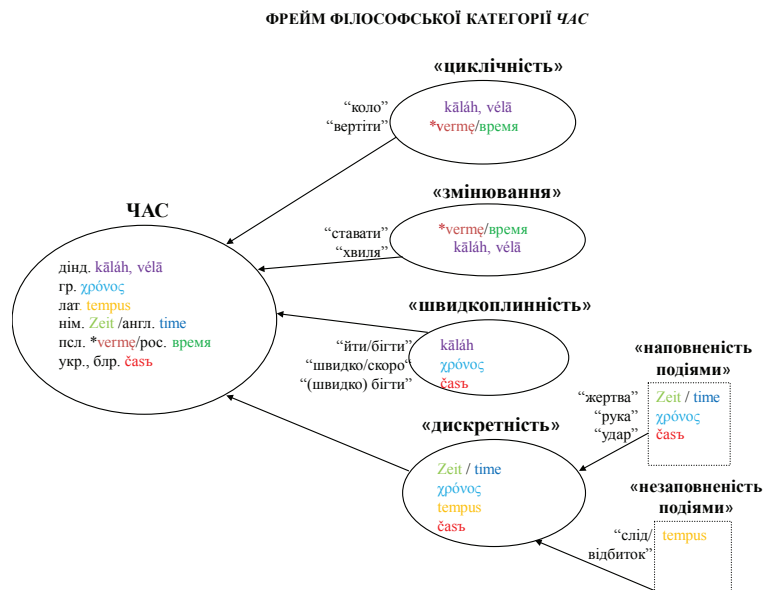 ФРЕЙМ ФІЛОСОФСЬКОЇ КАТЕГОРІЇ ЧАС
«циклічність»
“коло”
“вертіти”
kāláh, vélā
*vermę/время
«змінювання»
“ставати”
“хвиля”
*vermę/время
kāláh, vélā
ЧАС
дінд. kāláh, vélā
гр. χρόνος
лат. tempus
нім. Zeit /англ. time
псл. *vermę/рос. время
укр., блр. časъ
«швидкоплинність»
“йти/бігти”
“швидко/скоро“
“(швидко) бігти”
kāláh
χρόνος
časъ
«наповненість
подіями»
“жертва”
“рука”
“удар”
Zeit / time
χρόνος
časъ
«дискретність»
Zeit / time
χρόνος
tempus
časъ
«незаповненість
подіями»
“слід/
відбиток”
tempus